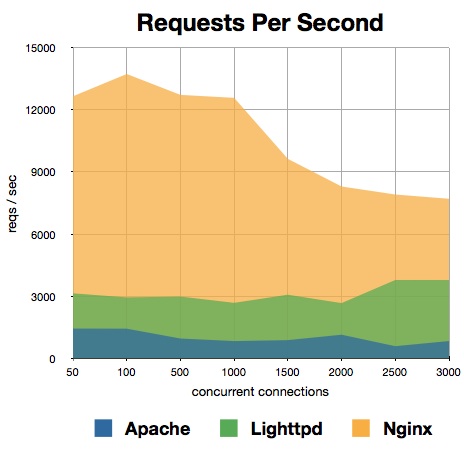 Requests Per Second
15000
12000
9000
6000
3000
0
reqs / sec
50 100 500 1000 1500 2000 2500 3000
concurrent connections
Apache Lighttpd Nginx